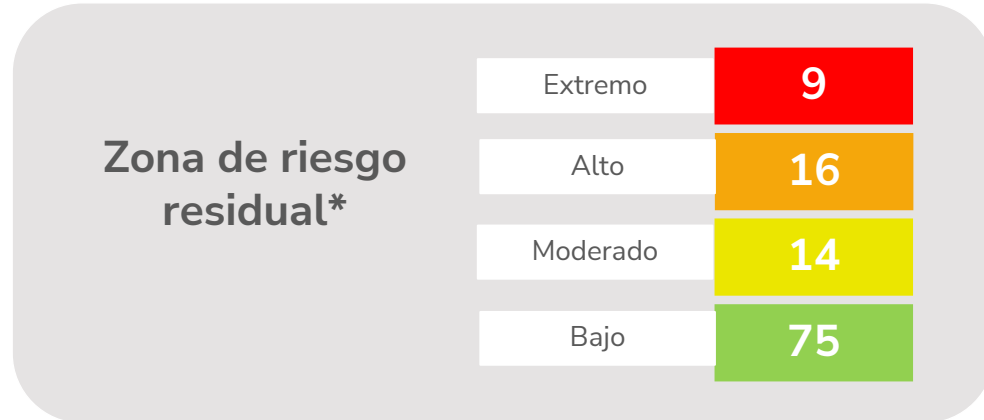 Zona de riesgo
residual*
Extremo
9
Alto
16
Moderado
14
Bajo
75